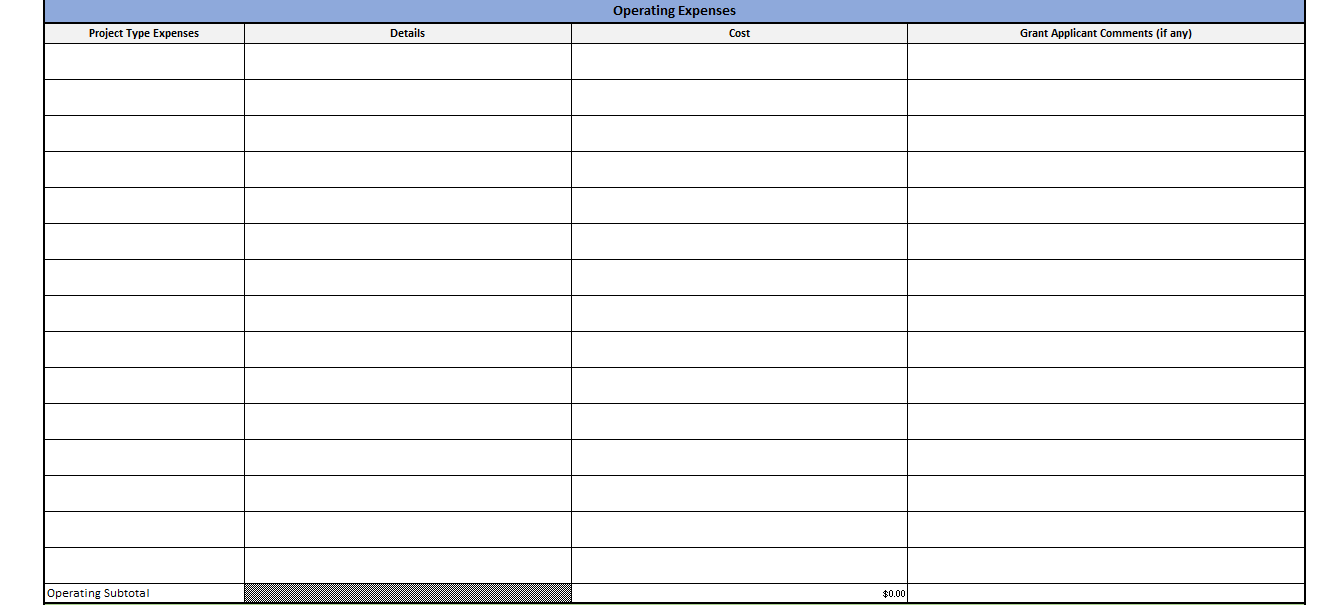 Operating Expenses
Project Type Expenses Details Cost Grant Applicant Comments (if any)
Operating Subtotal $0.00